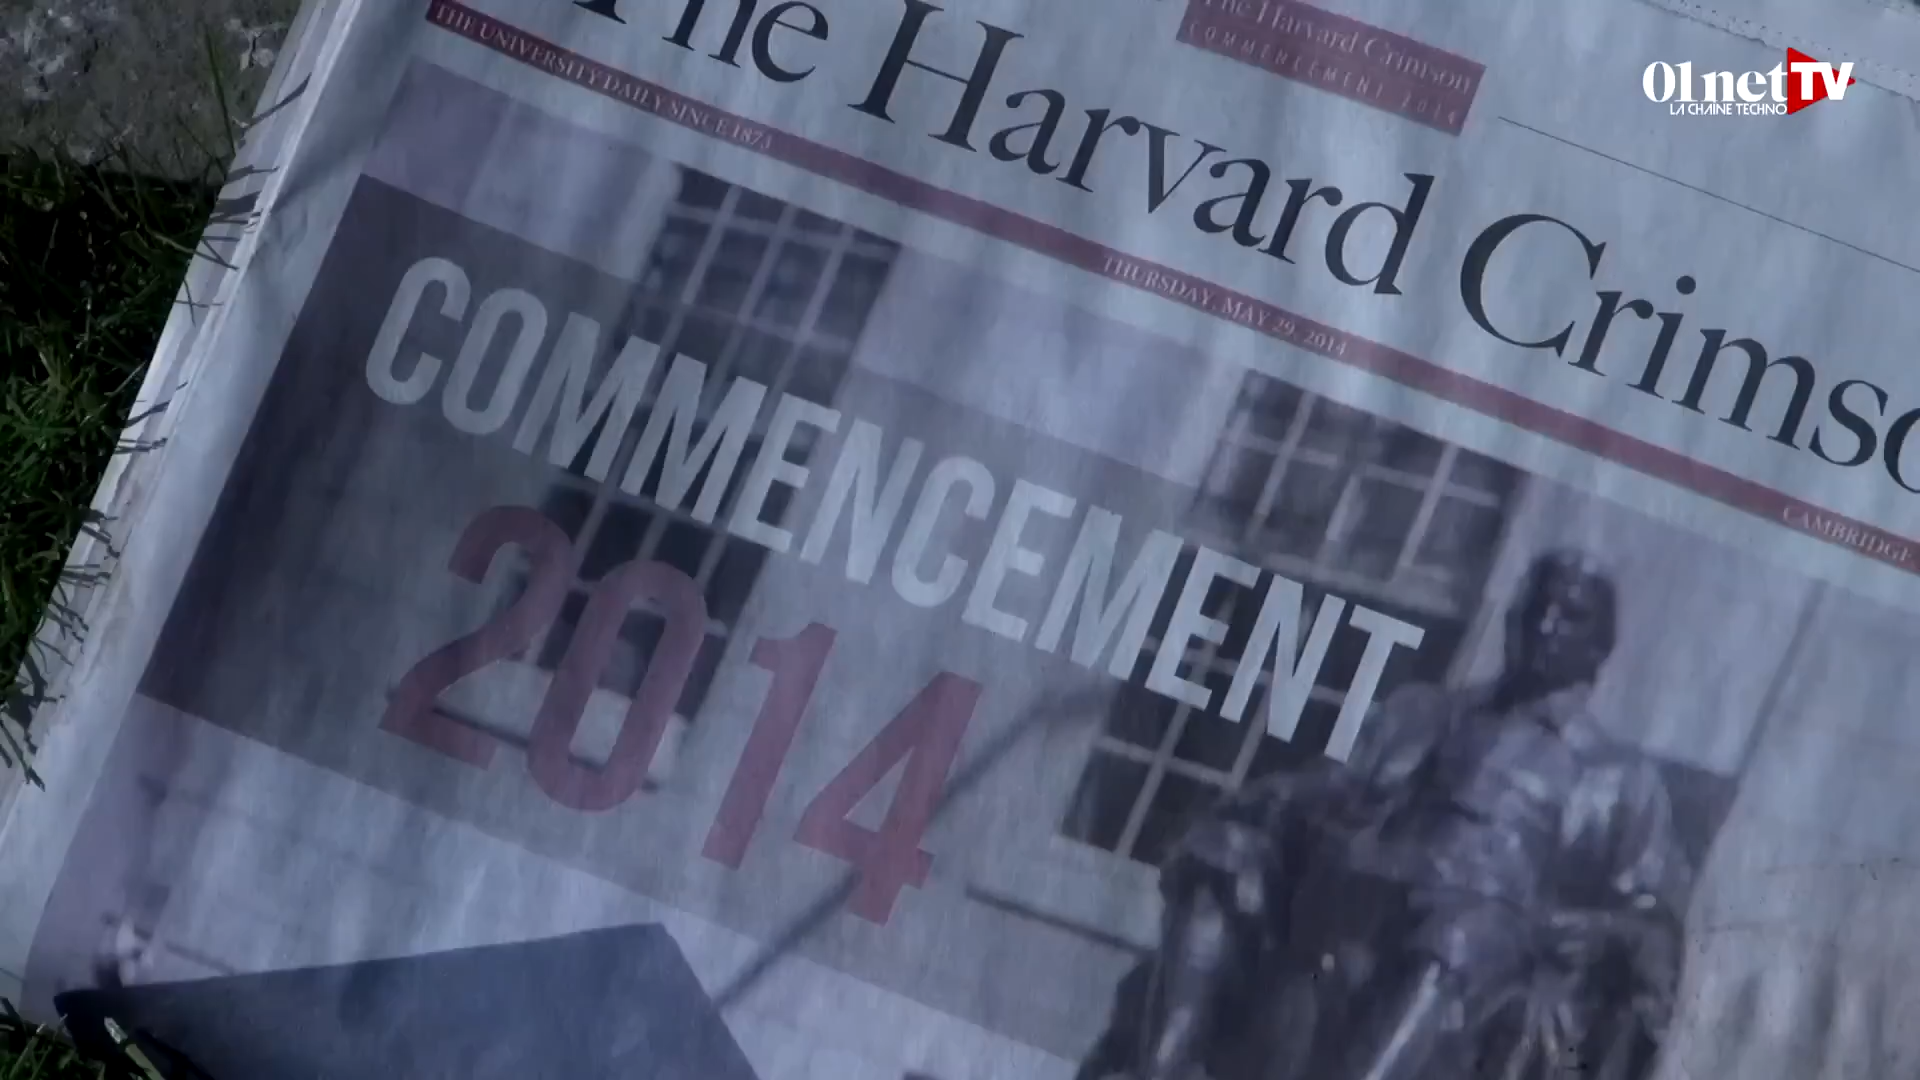 The Harvard Crimson
COMMENCEMENT 2014
01netTV
LA CHAINE TECHNO
The Harvard Crimso
THE UNIVERSITY DAILY SINCE 1873
THURSDAY, MAY 29, 2014
CAMBRIDGE
COMMENCEMENT
2014